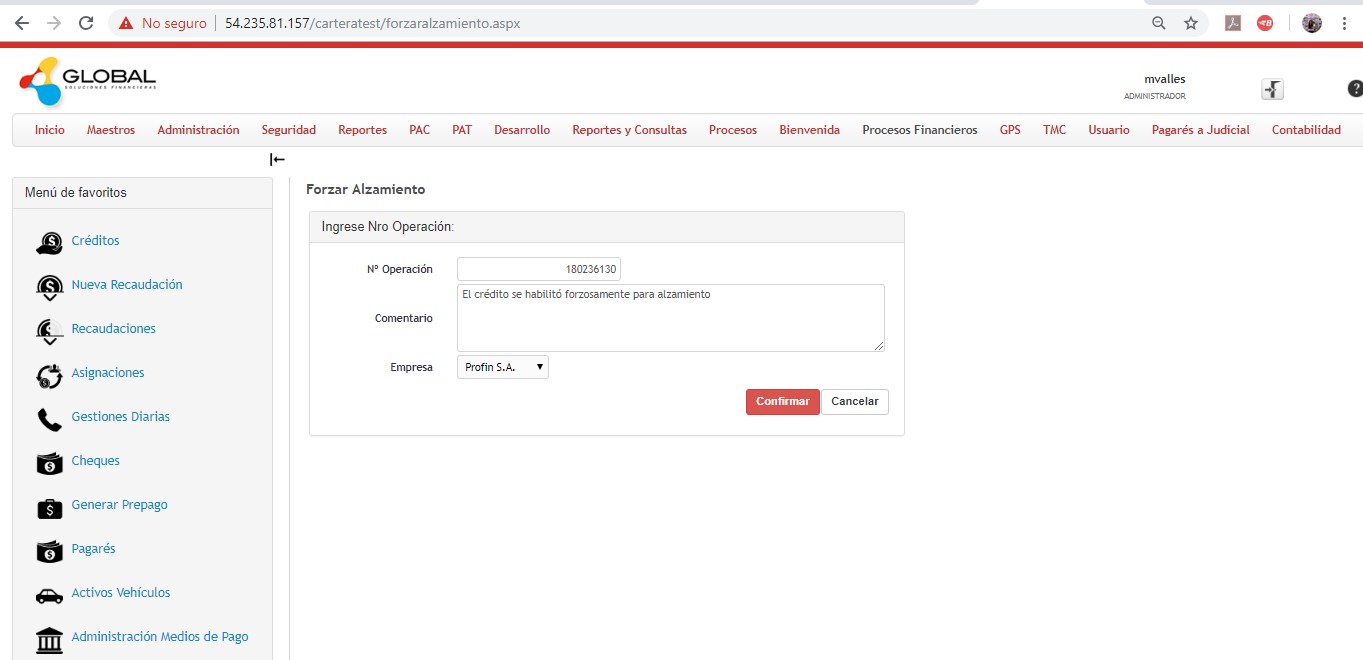 No seguro
54.235.81.157/carteratest/forzaralzamiento.aspx
GLOBAL
SOLUCIONES FINANCIERAS
mvalles
ADMINISTRADOR
Inicio Maestros Administración Seguridad Reportes PAC PAT Desarrollo Reportes y Consultas Procesos Bienvenida Procesos Financieros GPS TMC Usuario Pagarés a Judicial Contabilidad
Menú de favoritos
Créditos
Nueva Recaudación
Recaudaciones
Asignaciones
Gestiones Diarias
Cheques
Generar Prepago
Pagarés
Activos Vehículos
Administración Medios de Pago
Forzar Alzamiento
Ingrese Nro Operación:
Nº Operación 180236130
Comentario El crédito se habilitó forzosamente para alzamiento
Empresa Profin S.A.
Confirmar Cancelar